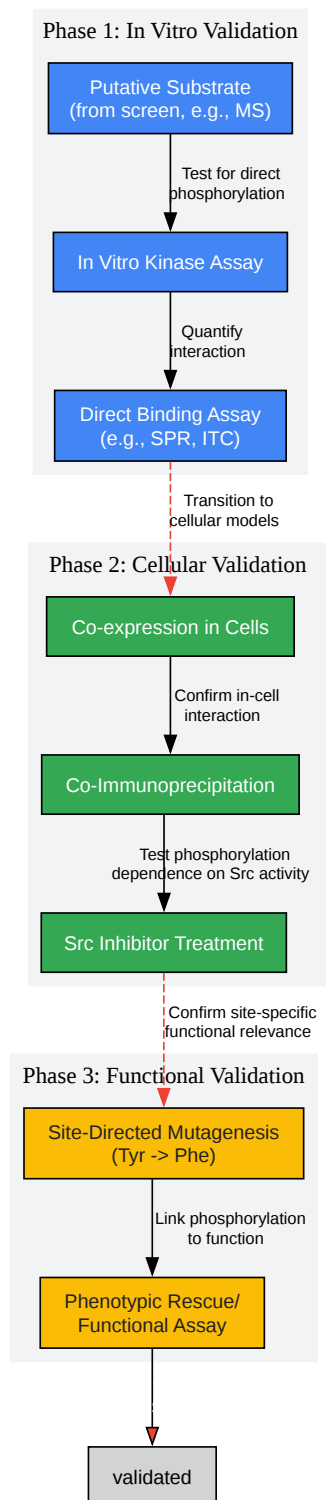 Phase 1: In Vitro Validation
Putative Substrate
(from screen, e.g., MS)
Test for direct
phosphorylation
In Vitro Kinase Assay
Quantify
interaction
Direct Binding Assay
(e.g., SPR, ITC)
Transition to
cellular models
Phase 2: Cellular Validation
Co-expression in Cells
Confirm in-cell
interaction
Co-Immunoprecipitation
Test phosphorylation
dependence on Src activity
Src Inhibitor Treatment
Confirm site-specific
functional relevance
Phase 3: Functional Validation
Site-Directed Mutagenesis
(Tyr -> Phe)
Link phosphorylation
to function
Phenotypic Rescue/
Functional Assay
validated